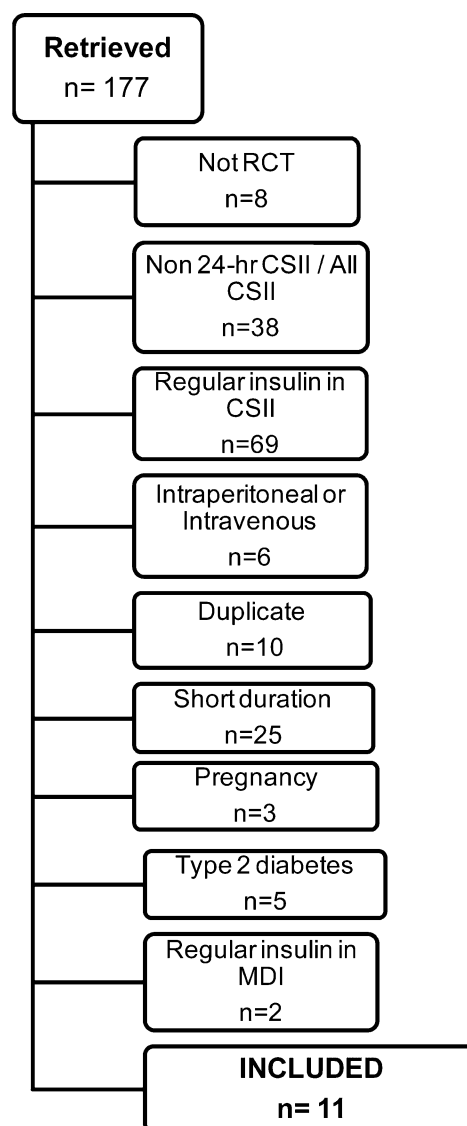 Retrieved
n= 177
Not RCT
n=8
Non 24-hr CSII / All
CSII
n=38
Regular insulin in
CSII
n=69
Intraperitoneal or
Intravenous
n=6
Duplicate
n=10
Short duration
n=25
Pregnancy
n=3
Type 2 diabetes
n=5
Regular insulin in
MDI
n=2
INCLUDED
n= 11